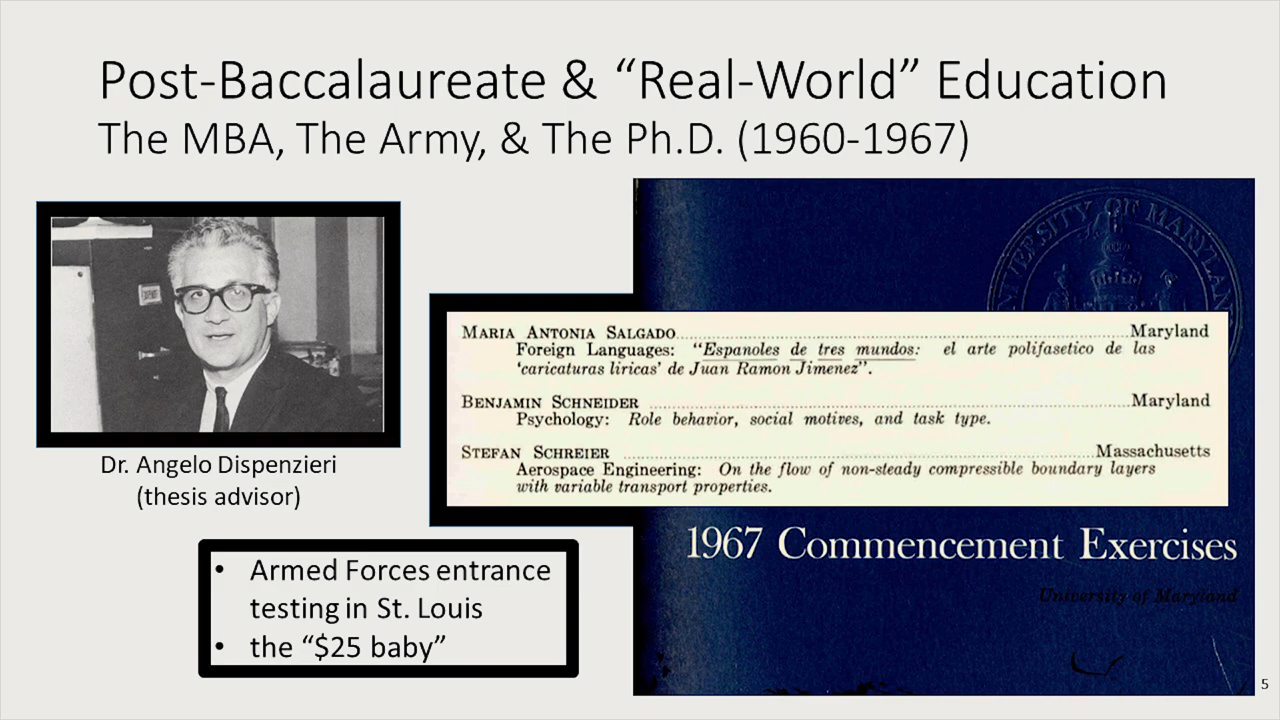 Post-Baccalaureate & “Real-World” Education
The MBA, The Army, & The Ph.D. (1960-1967)
Dr. Angelo Dispenzieri
(thesis advisor)
• Armed Forces entrance
testing in St. Louis
• the “$25 baby”
UNIVERSITY OF MARYLAND
MARIA ANTONIA SALGADO Maryland
Foreign Languages: “Espanoles de tres mundos: el arte polifasetico de las
‘caricaturas liricas’ de Juan Ramon Jimenez”.
BENJAMIN SCHNEIDER Maryland
Psychology: Role behavior, social motives, and task type.
STEFAN SCHREIER Massachusetts
Aerospace Engineering: On the flow of non-steady compressible boundary layers
with variable transport properties.
1967 Commencement Exercises
University of Maryland
5